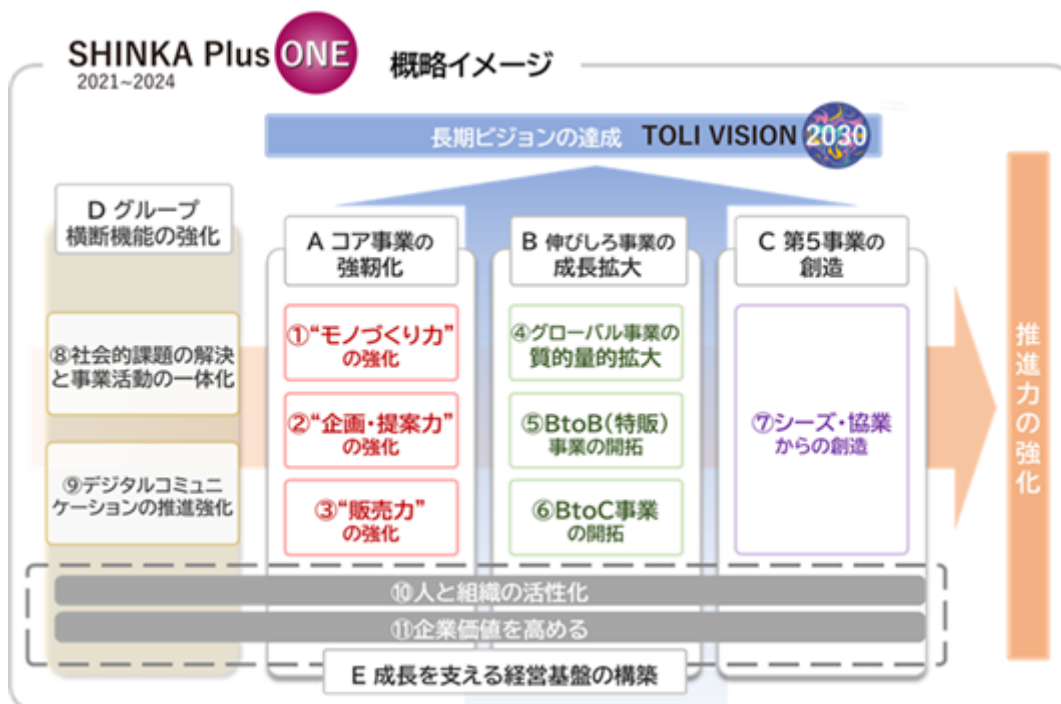 SHINKA Plus ONE 概略イメージ
2021~2024
長期ビジョンの達成 TOLI VISION 2030
D グループ
横断機能の強化
⑧社会的課題の解決
と事業活動の一体化
⑨デジタルコミュニ
ケーションの推進強化
A コア事業の
強靭化
①“モノづくり力”
の強化
②“企画・提案力”
の強化
③“販売力”
の強化
B 伸びしろ事業の
成長拡大
④グローバル事業の
質的量的拡大
⑤BtoB(特販)
事業の開拓
⑥BtoC事業
の開拓
C 第5事業の
創造
⑦シーズ・協業
からの創造
推進力の強化
⑩人と組織の活性化
⑪企業価値を高める
E 成長を支える経営基盤の構築